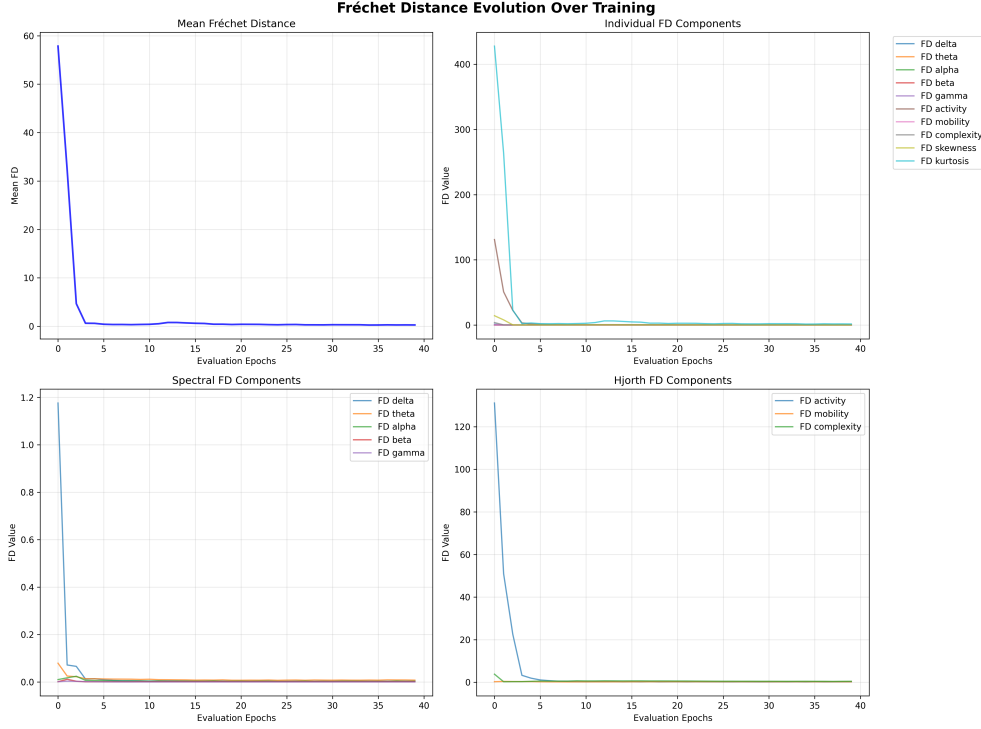 Fréchet Distance Evolution Over Training
Mean Fréchet Distance
60
50
40
30
20
10
0
Mean FD
0 5 10 15 20 25 30 35 40
Evaluation Epochs
Individual FD Components
400
300
200
100
0
FD Value
0 5 10 15 20 25 30 35 40
Evaluation Epochs
FD delta
FD theta
FD alpha
FD beta
FD gamma
FD activity
FD mobility
FD complexity
FD skewness
FD kurtosis
Spectral FD Components
1.2
1.0
0.8
0.6
0.4
0.2
0.0
FD Value
FD delta
FD theta
FD alpha
FD beta
FD gamma
0 5 10 15 20 25 30 35 40
Evaluation Epochs
Hjorth FD Components
120
100
80
60
40
20
0
FD Value
FD activity
FD mobility
FD complexity
0 5 10 15 20 25 30 35 40
Evaluation Epochs